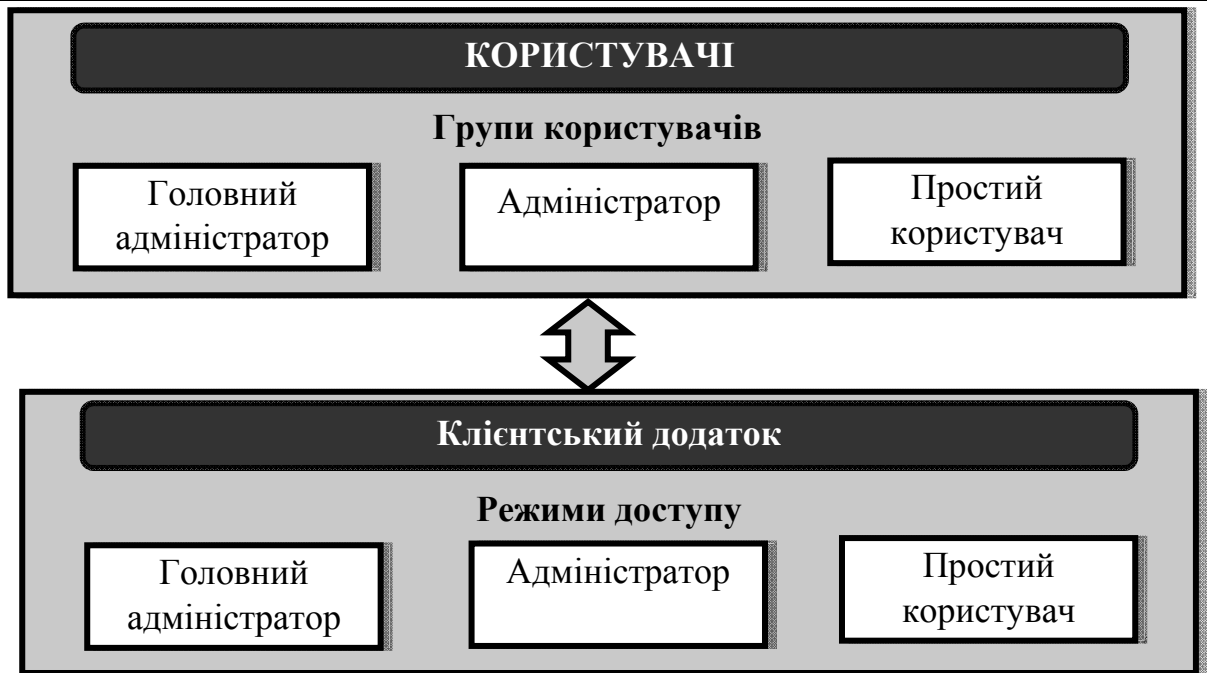 КОРИСТУВАЧІ
Групи користувачів
Головний
адміністратор
Адміністратор
Простий
користувач
Клієнтський додаток
Режими доступу
Головний
адміністратор
Адміністратор
Простий
користувач